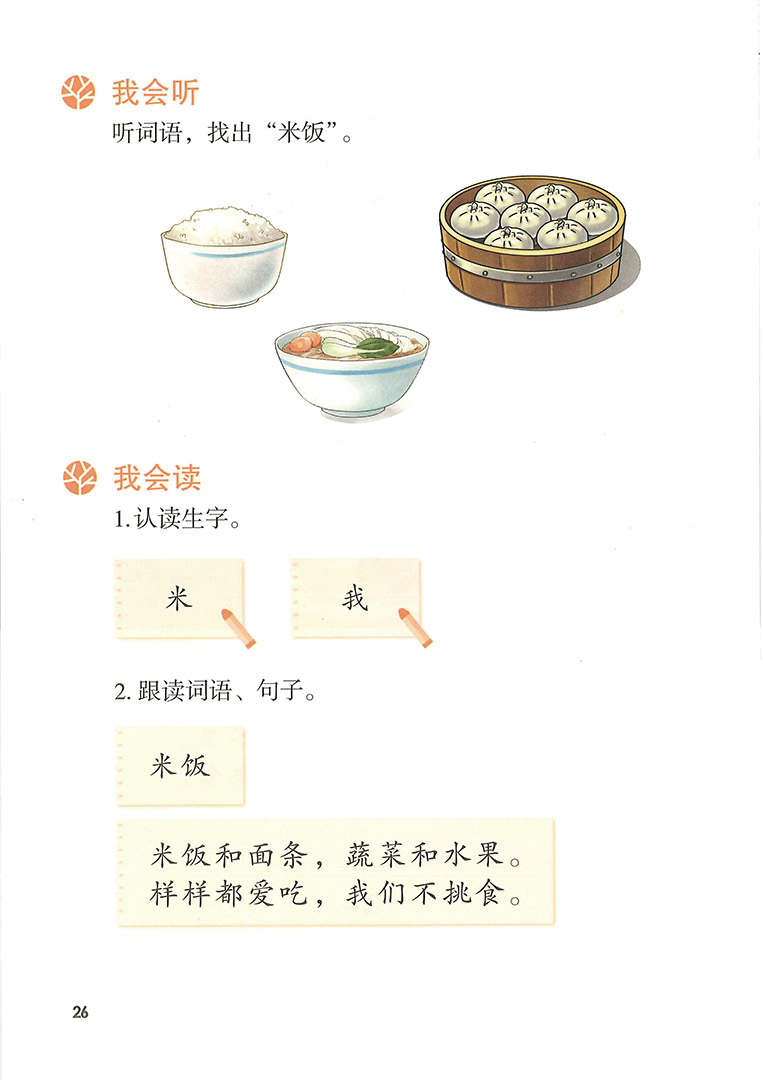 我会听
听词语，找出“米饭”。
我会读
1.认读生字。
米 我
2. 跟读词语、句子。
米饭
米饭和面条，蔬菜和水果。
样样都爱吃，我们不挑食。
26